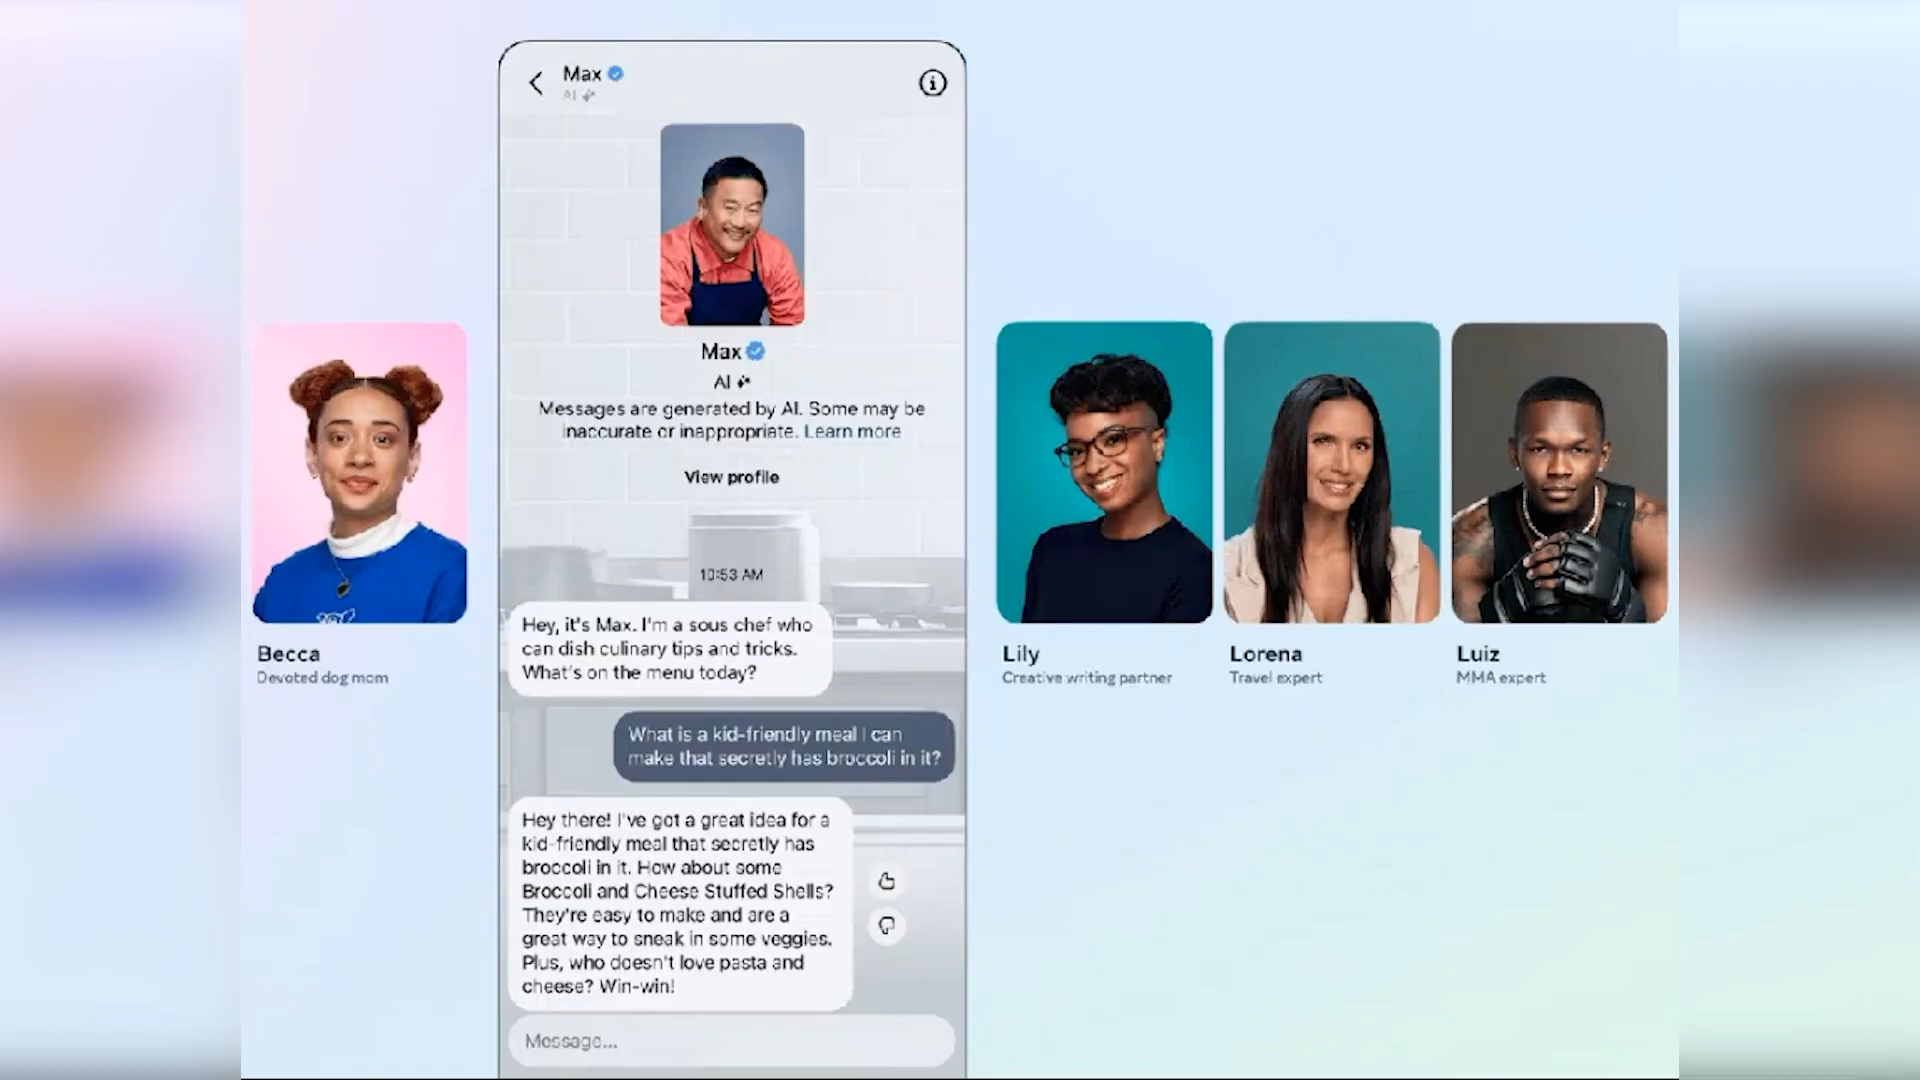 Max
AI
Max
AI
Messages are generated by AI. Some may be
inaccurate or inappropriate. Learn more
View profile
10:53 AM
Hey, it's Max. I'm a sous chef who
can dish culinary tips and tricks.
What's on the menu today?
What is a kid-friendly meal I can
make that secretly has broccoli in it?
Hey there! I've got a great idea for a
kid-friendly meal that secretly has
broccoli in it. How about some
Broccoli and Cheese Stuffed Shells?
They're easy to make and are a
great way to sneak in some veggies.
Plus, who doesn't love pasta and
cheese? Win-win!
Message...
Becca
Devoted dog mom
Lily
Creative writing partner
Lorena
Travel expert
Luiz
MMA expert